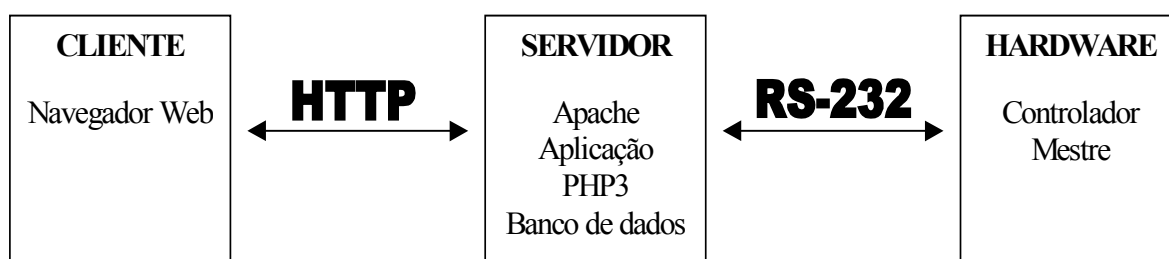 CLIENTE
Navegador Web
HTTP
SERVIDOR
Apache
Aplicação
PHP3
Banco de dados
RS-232
HARDWARE
Controlador
Mestre